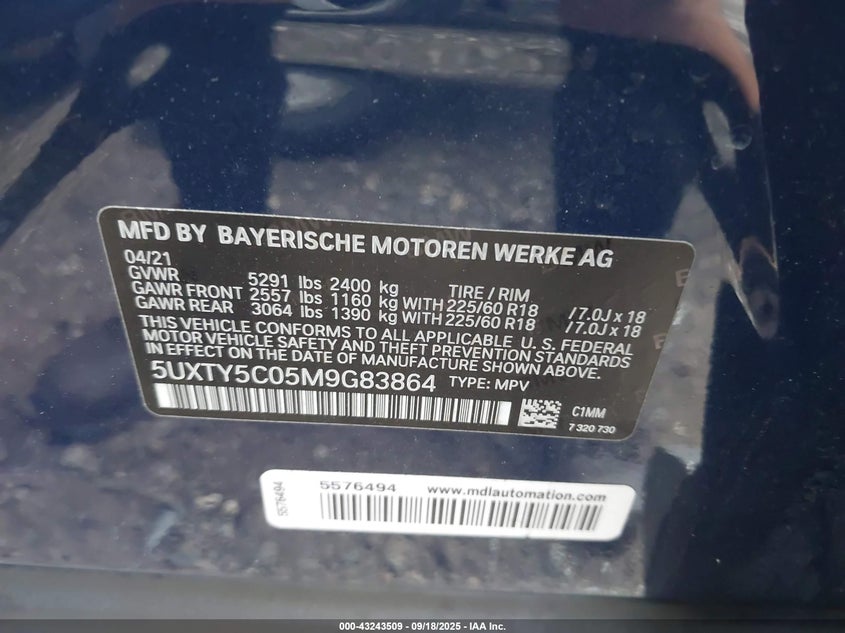 MFD BY BAYERISCHE MOTOREN WERKE AG
04/21
GVWR 5291 lbs 2400 kg TIRE / RIM
GAWR FRONT 2557 lbs 1160 kg WITH 225/60 R18 /7.0J x 18
GAWR REAR 3064 lbs 1390 kg WITH 225/60 R18 /7.0J x 18
THIS VEHICLE CONFORMS TO ALL APPLICABLE U. S. FEDERAL
MOTOR VEHICLE SAFETY AND THEFT PREVENTION STANDARDS
IN EFFECT ON THE DATE OF MANUFACTURE SHOWN ABOVE.
5UXTY5C05M9G83864 TYPE: MPV
C1MM
7 320 730
5576494
5576494 www.mdlautomation.com
000-43243509 - 09/18/2025 - IAA Inc.